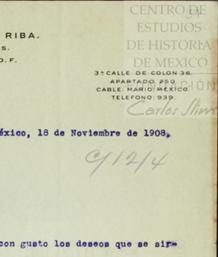 CENTRO DE
ESTUDIOS
DE HISTORIA
DE MEXICO
RIBA.
S.
D.F.
3ª CALLE DE COLON 36.
APARTADO 250.
CABLE: MARIO MEXICO.
TELEFONO 939.
Carlos Slim
éxico, 18 de Noviembre de 1908.
C/12/4
con gusto los deseos que se sir=